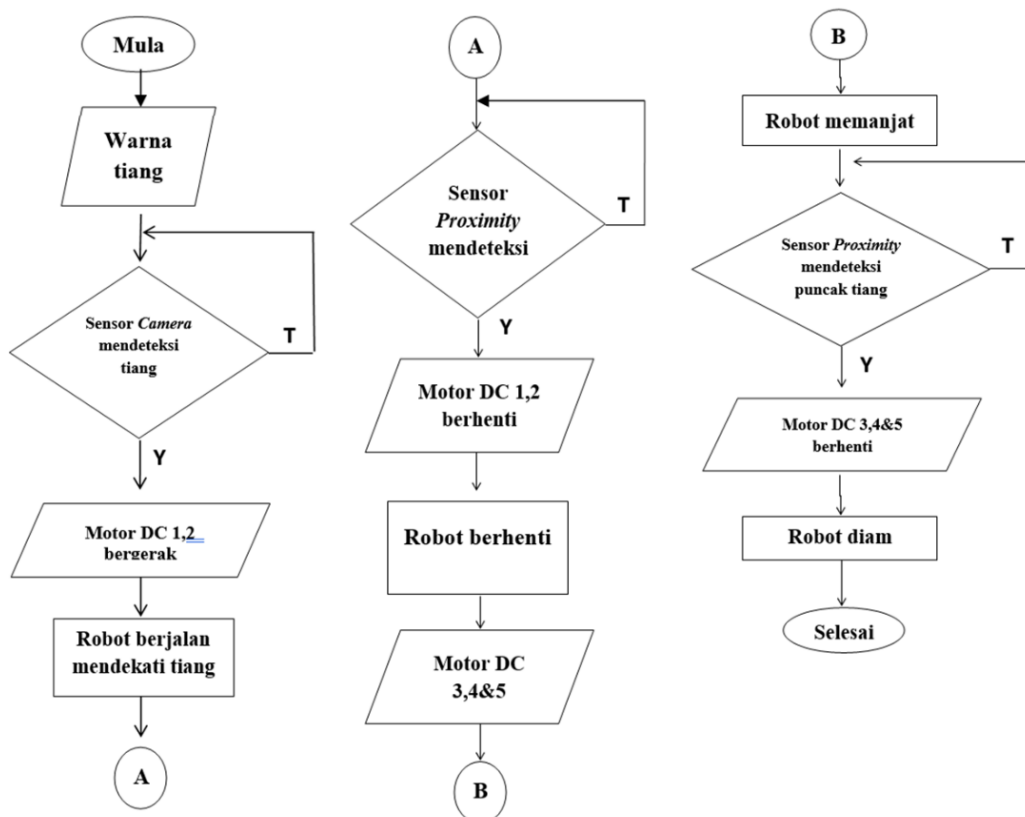 Mula
Warna
tiang
Sensor Camera
mendeteksi
tiang
T
Y
Motor DC 1,2
bergerak
Robot berjalan
mendekati tiang
A
A
Sensor
Proximity
mendeteksi
T
Y
Motor DC 1,2
berhenti
Robot berhenti
Motor DC
3,4&5
B
B
Robot memanjat
Sensor Proximity
mendeteksi
puncak tiang
T
Y
Motor DC 3,4&5
berhenti
Robot diam
Selesai